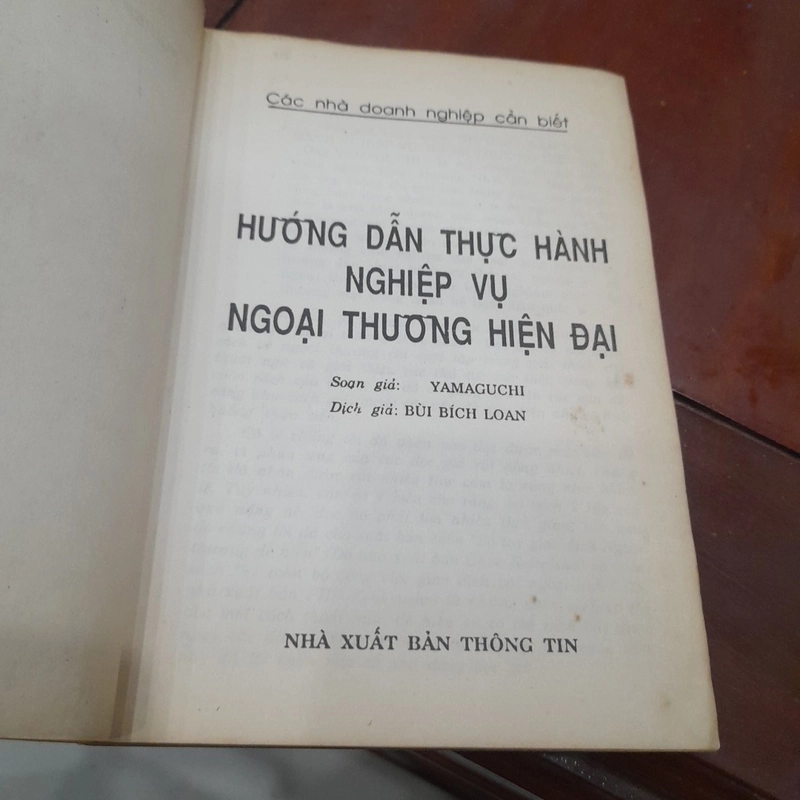 Các nhà doanh nghiệp cần biết
HƯỚNG DẪN THỰC HÀNH
NGHIỆP VỤ
NGOẠI THƯƠNG HIỆN ĐẠI
Soạn giả: YAMAGUCHI
Dịch giả: BÙI BÍCH LOAN
NHÀ XUẤT BẢN THÔNG TIN